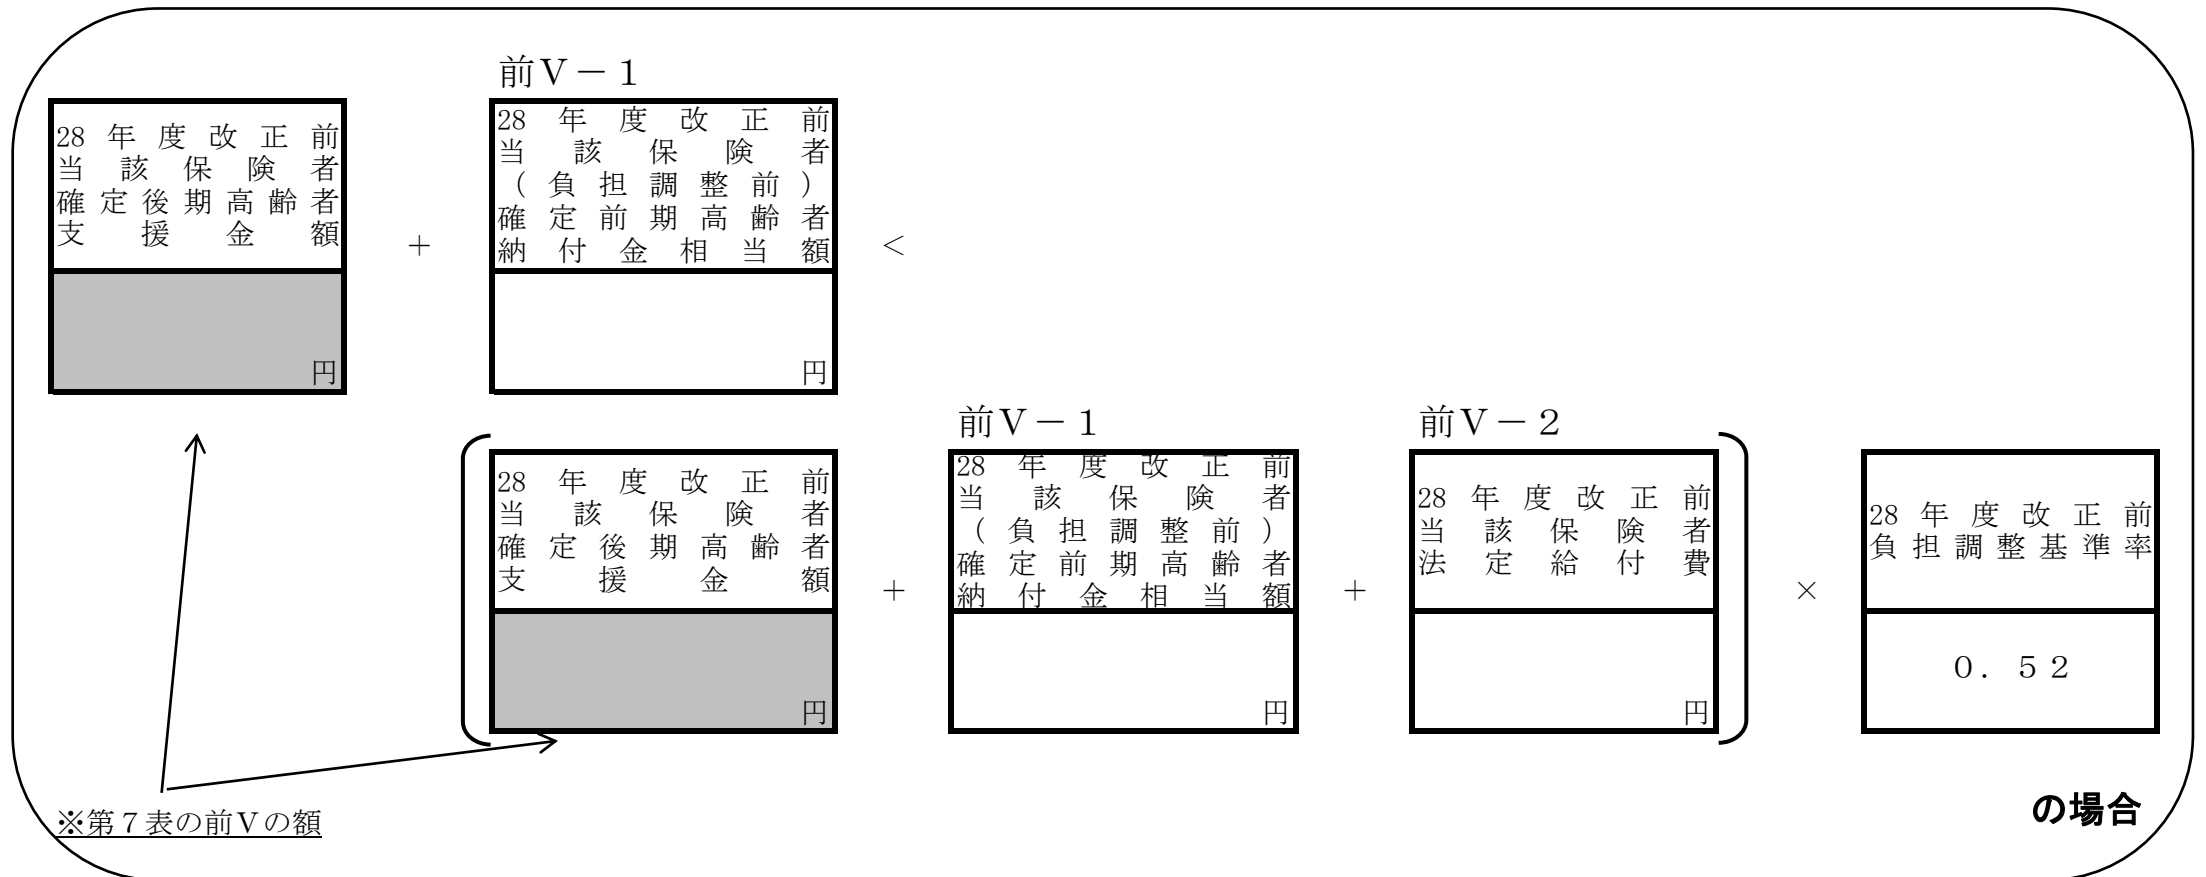 前Ⅴ－１
28年度改正前
当該保険者
確定後期高齢者
支援金額
円
＋
28年度改正前
当該保険者
（負担調整前）
確定前期高齢者
納付金相当額
円
＜
28年度改正前
当該保険者
確定後期高齢者
支援金額
円
＋
前Ⅴ－１
28年度改正前
当該保険者
（負担調整前）
確定前期高齢者
納付金相当額
円
＋
前Ⅴ－２
28年度改正前
当該保険者
法定給付費
円
×
28年度改正前
負担調整基準率
０．５２
※第７表の前Ⅴの額
の場合